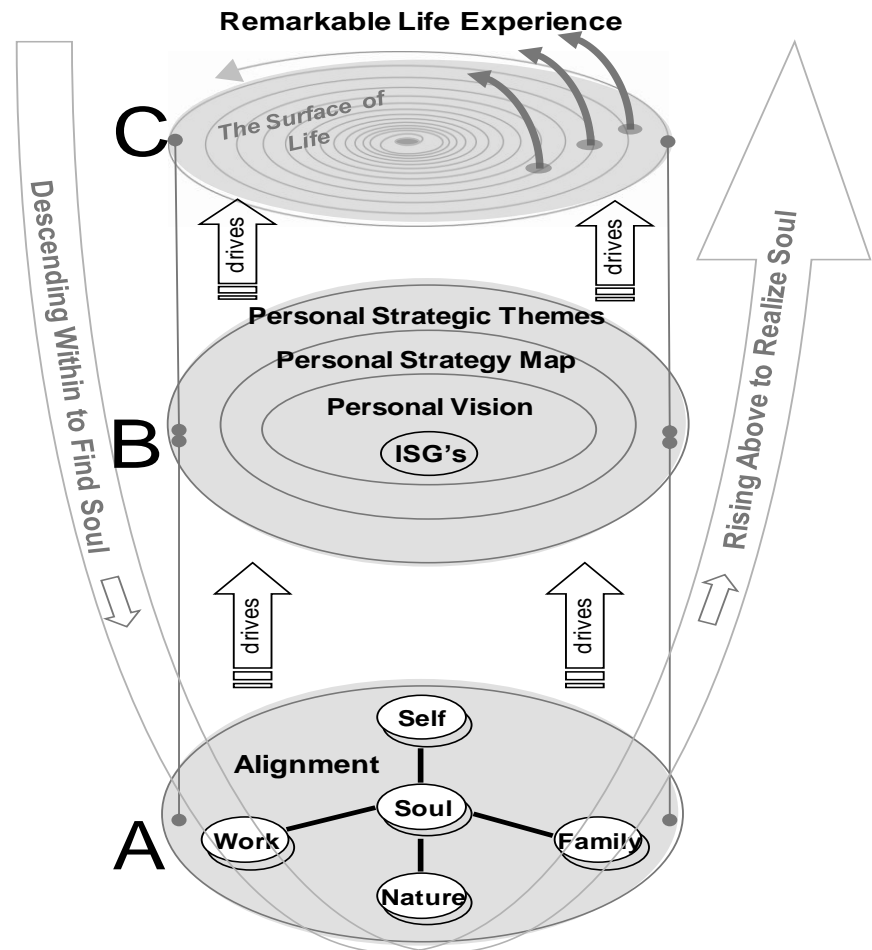 Remarkable Life Experience
The Surface of
Life
C
drives
drives
Descending Within to Find Soul
Rising Above to Realize Soul
Personal Strategic Themes
Personal Strategy Map
Personal Vision
ISG's
B
drives
drives
Self
Alignment
Soul
Work
Family
Nature
A